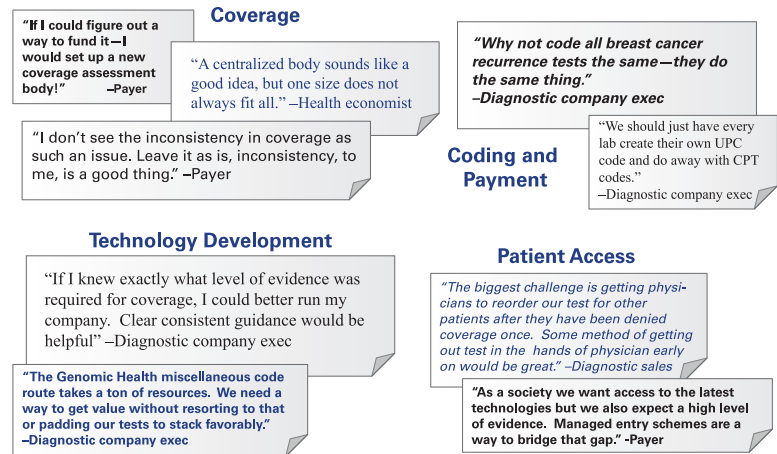 Coverage
"If I could figure out a
way to fund it—I
would set up a new
coverage assessment
body!" –Payer
"A centralized body sounds like a
good idea, but one size does not
always fit all." –Health economist
"I don't see the inconsistency in coverage as
such an issue. Leave it as is, inconsistency, to
me, is a good thing." –Payer
"Why not code all breast cancer
recurrence tests the same—they do
the same thing."
–Diagnostic company exec
Coding and
Payment
"We should just have every
lab create their own UPC
code and do away with CPT
codes."
–Diagnostic company exec
Technology Development
"If I knew exactly what level of evidence was
required for coverage, I could better run my
company. Clear consistent guidance would be
helpful" –Diagnostic company exec
"The Genomic Health miscellaneous code
route takes a ton of resources. We need a
way to get value without resorting to that
or padding our tests to stack favorably."
–Diagnostic company exec
Patient Access
"The biggest challenge is getting physi-
cians to reorder our test for other
patients after they have been denied
coverage once. Some method of getting
out test in the hands of physician early
on would be great." –Diagnostic sales
"As a society we want access to the latest
technologies but we also expect a high level
of evidence. Managed entry schemes are a
way to bridge that gap." -Payer